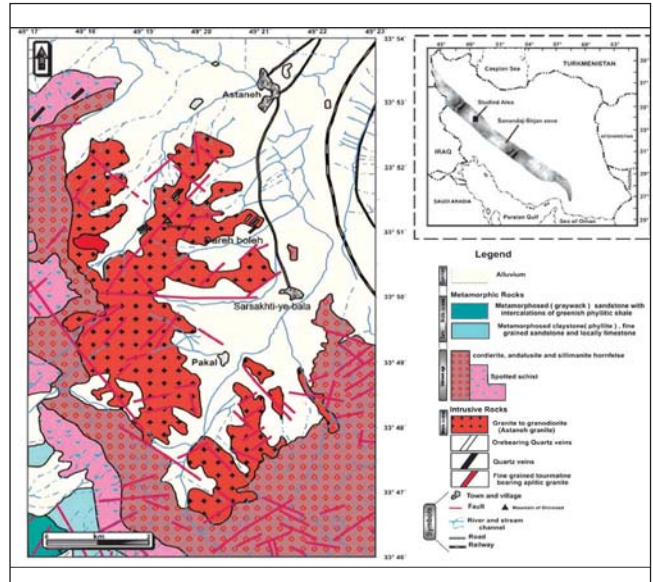 49° 17
49° 18
49° 19
49° 20
49° 21
49° 22
49° 23
33° 54
33° 53
33° 52
33° 51
33° 50
33° 49
33° 48
33° 47
33° 46
Astaneh
Pareh boleh
Sarsakhti-ye-bala
Pakal
km
Caspian Sea
TURKMENISTAN
Studied Area
Sanandaj-Sirjan zone
AFGHANISTAN
IRAQ
SAUDI ARABIA
Persian Gulf
Sea of Oman
Legend
Alluvium
Metamorphic Rocks
Metamorphosed ( graywack ) sandstone with
intercalations of greenish phyllitic shale
Metamorphosed claystone( phyllite ) , fine
grained sandstone and locally limestone
cordierite, andalusite and sillimanite hornfelse
Spotted schist
Intrusive Rocks
Granite to granodiorite
(Astaneh granite)
Orebearing Quartz veins
Quartz veins
Fine grained tourmaline
bearing aplitic granite
Symbols
Town and village
Fault
Mountain of Shirmazd
River and stream
channel
Road
Railway